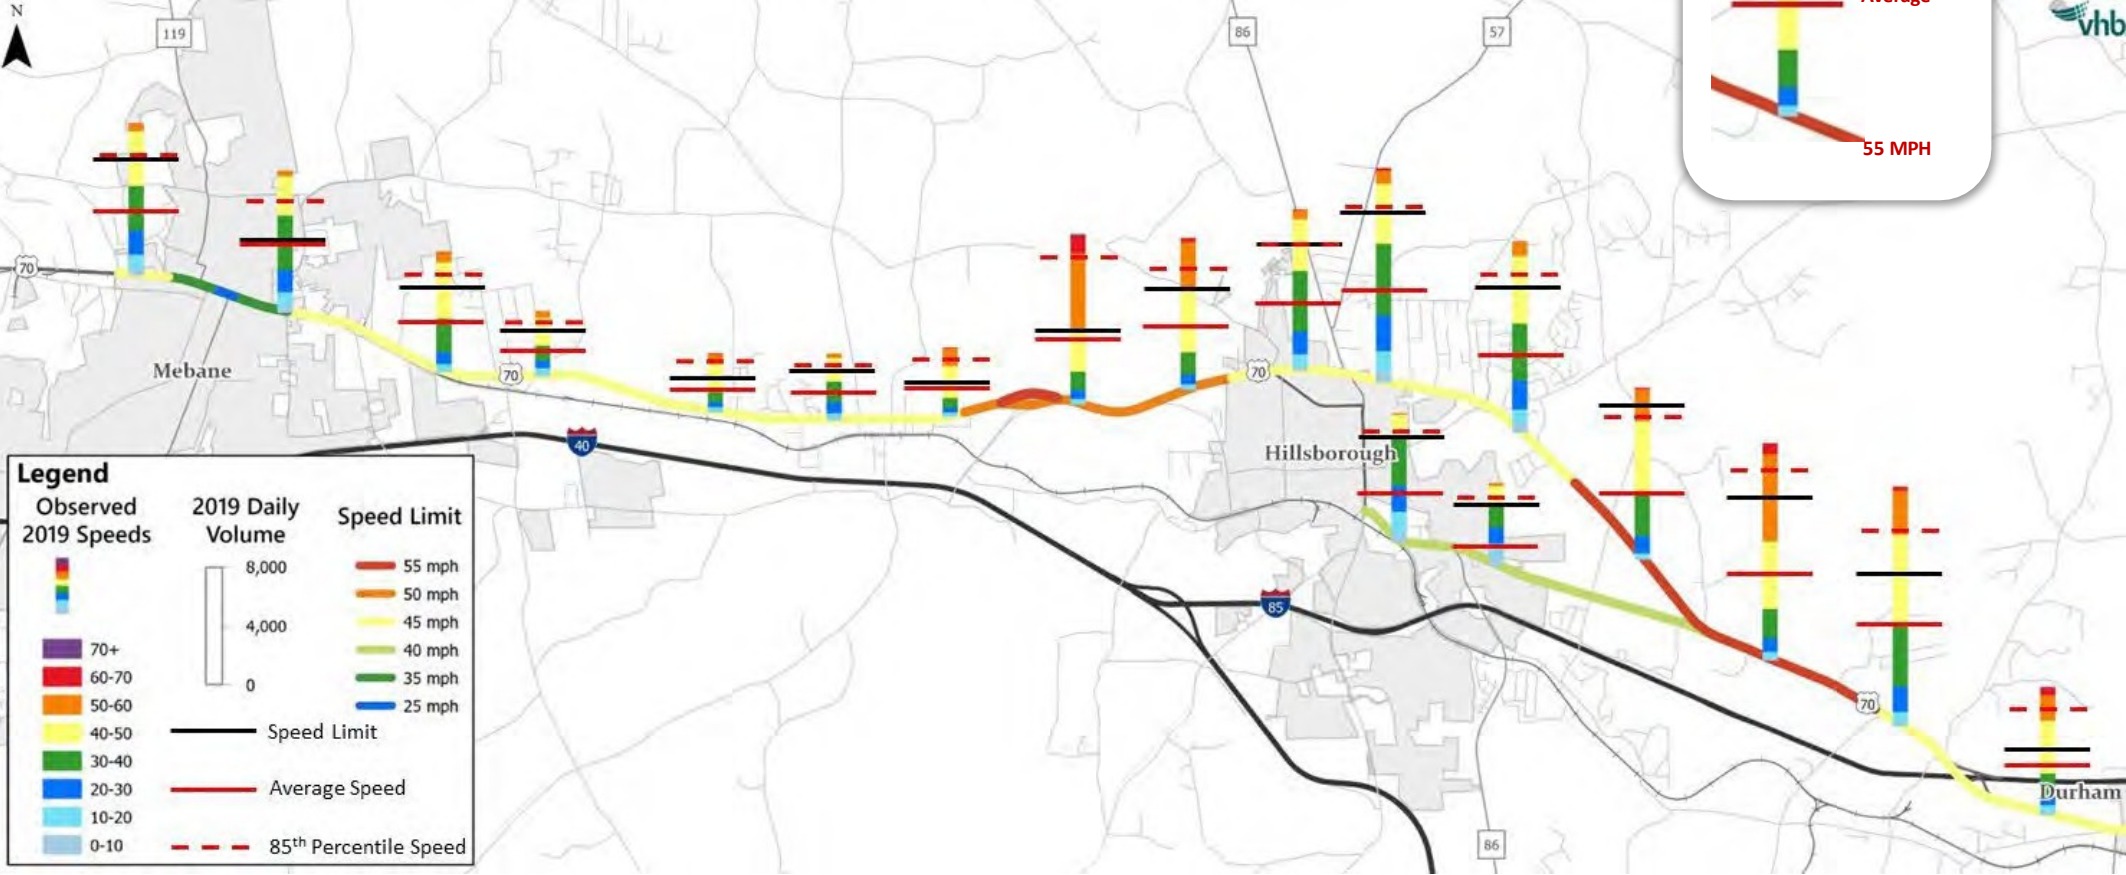 N
119
86
57
Average
vhb
55 MPH
70
Mebane
70
70
Hillsborough
40
85
70
Durham
86
Legend
Observed
2019 Speeds
70+
60-70
50-60
40-50
30-40
20-30
10-20
0-10
2019 Daily
Volume
8,000
4,000
0
Speed Limit
55 mph
50 mph
45 mph
40 mph
35 mph
25 mph
Speed Limit
Average Speed
85th Percentile Speed